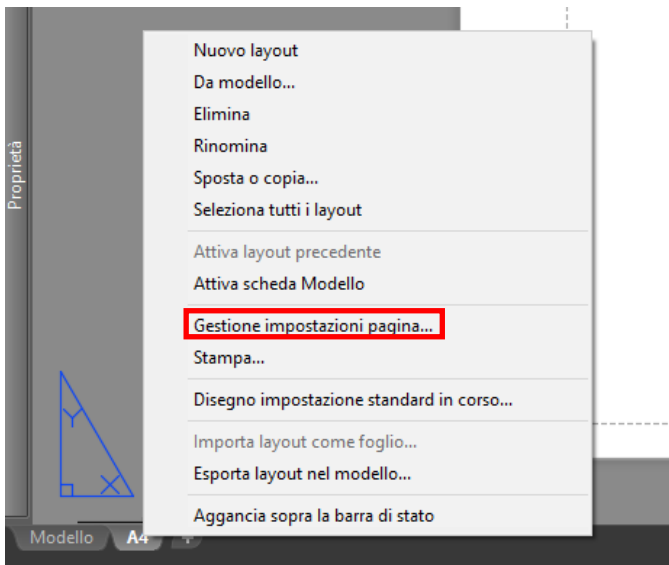 Proprietà
Nuovo layout
Da modello...
Elimina
Rinomina
Sposta o copia...
Seleziona tutti i layout
Attiva layout precedente
Attiva scheda Modello
Gestione impostazioni pagina...
Stampa...
Disegno impostazione standard in corso...
Importa layout come foglio...
Esporta layout nel modello...
Aggancia sopra la barra di stato
Y
X
Modello A4 +